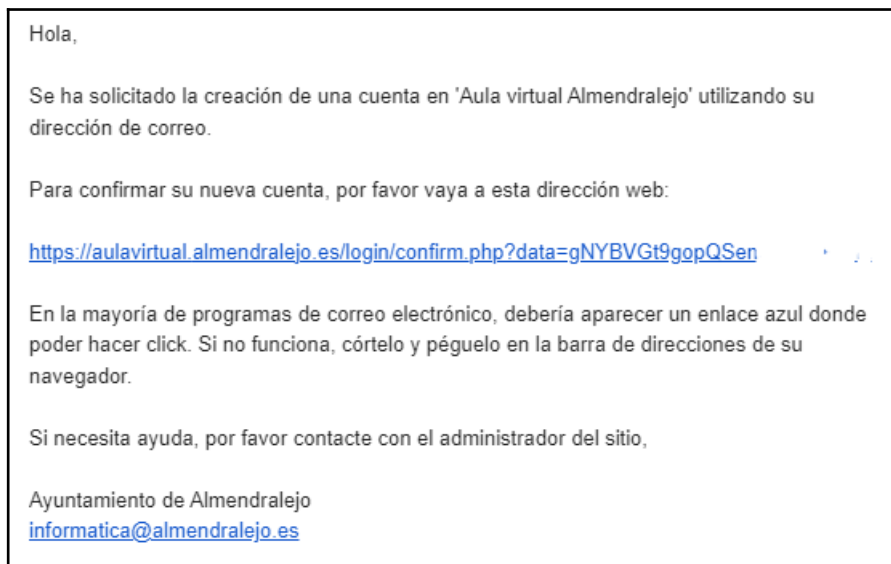 Hola,
Se ha solicitado la creación de una cuenta en 'Aula virtual Almendralejo' utilizando su
dirección de correo.
Para confirmar su nueva cuenta, por favor vaya a esta dirección web:
https://aulavirtual.almendralejo.es/login/confirm.php?data=gNYBVGt9gopQSen
En la mayoría de programas de correo electrónico, debería aparecer un enlace azul donde
poder hacer click. Si no funciona, córtelo y péguelo en la barra de direcciones de su
navegador.
Si necesita ayuda, por favor contacte con el administrador del sitio,
Ayuntamiento de Almendralejo
informatica@almendralejo.es